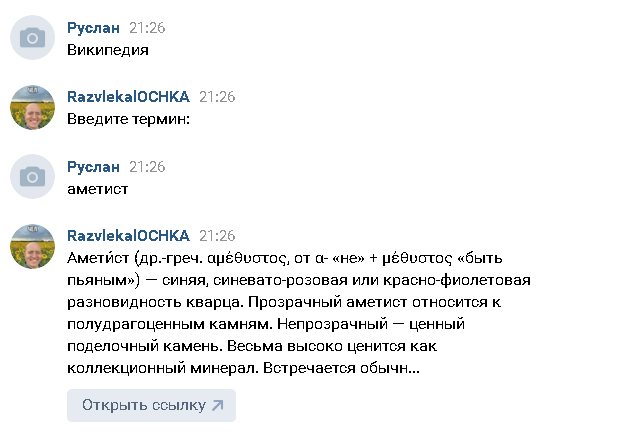 Руслан 21:26
Википедия
RazvlekalOCHKA 21:26
Введите термин:
Руслан 21:26
аметист
RazvlekalOCHKA 21:26
Амети́ст (др.-греч. αμέθυστος, от α- «не» + μέθυστος «быть
пьяным») — синяя, синевато-розовая или красно-фиолетовая
разновидность кварца. Прозрачный аметист относится к
полудрагоценным камням. Непрозрачный — ценный
поделочный камень. Весьма высоко ценится как
коллекционный минерал. Встречается обычн...
Открыть ссылку